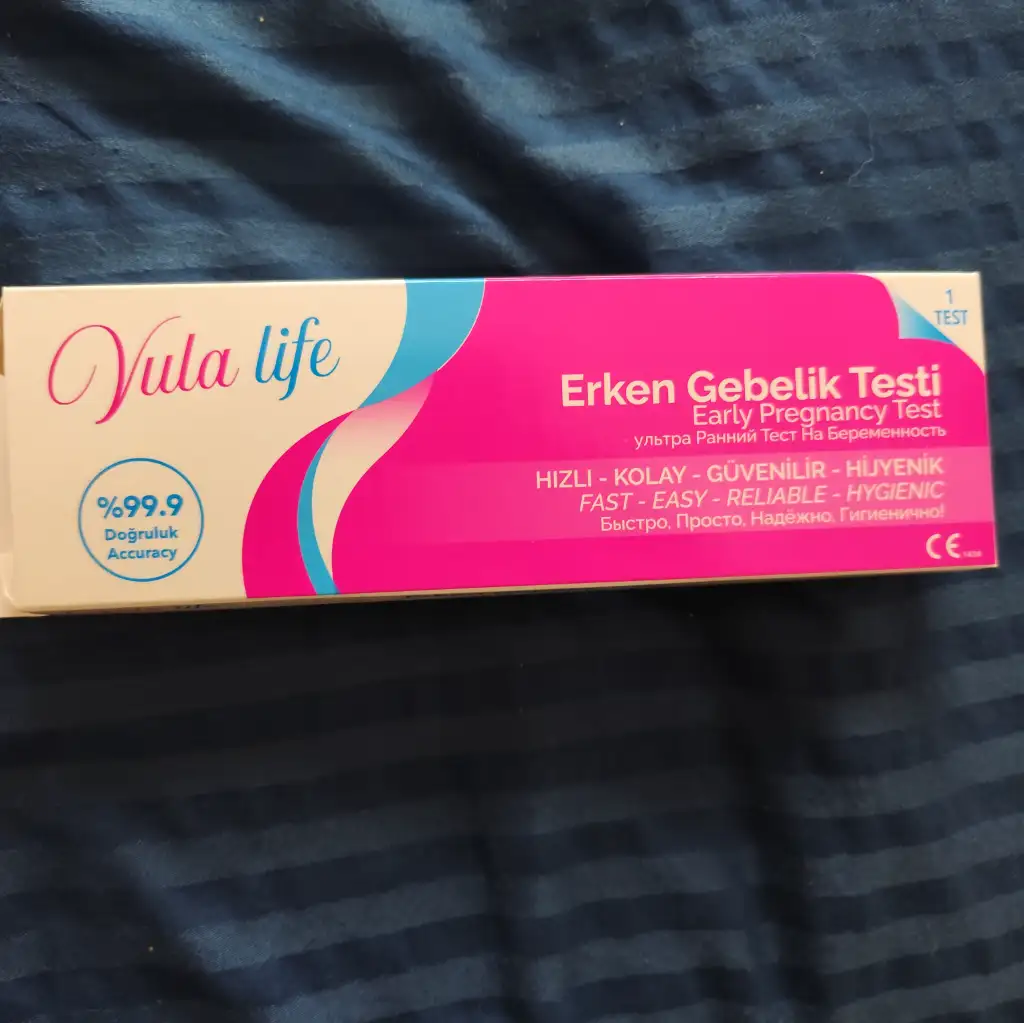 Vula life
%99.9
Doğruluk
Accuracy
1
TEST
Erken Gebelik Testi
Early Pregnancy Test
ультра Ранний Тест На Беременность
HIZLI - KOLAY - GÜVENİLİR - HİJYENİK
FAST - EASY - RELIABLE - HYGIENIC
Быстро, Просто, Надёжно, Гигиенично!
CE